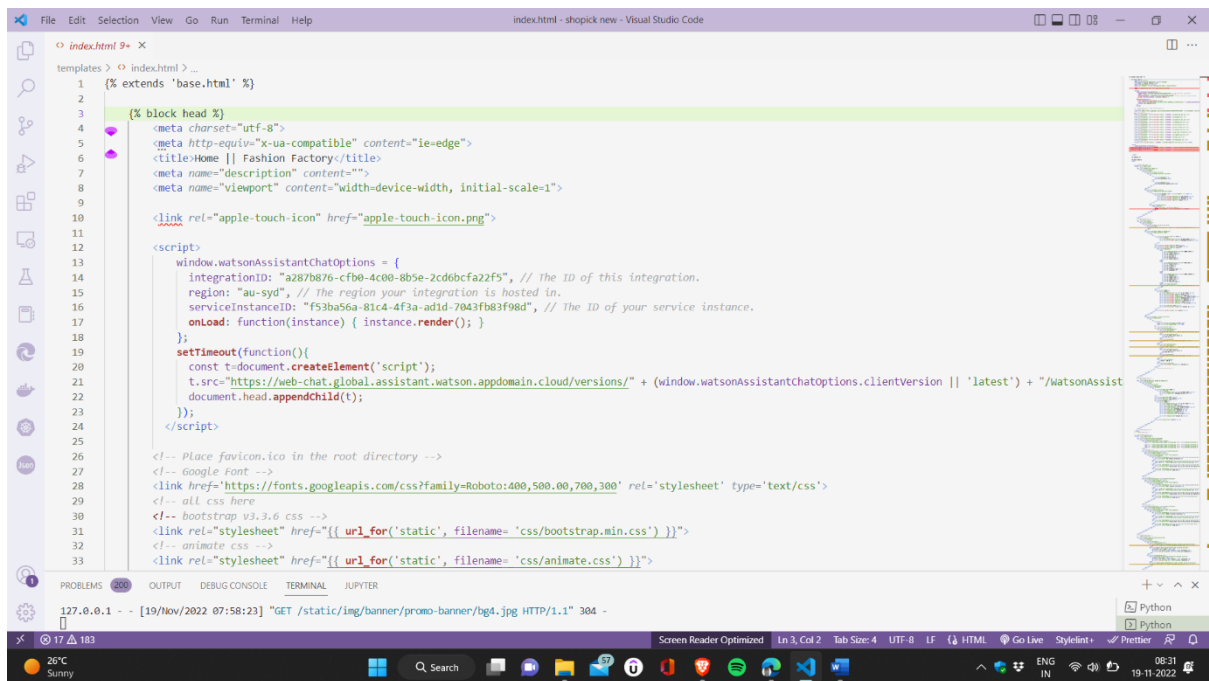 File Edit Selection View Go Run Terminal Help index.html - shopick new - Visual Studio Code
index.html 9+
templates > index.html > ...
1 {% extends 'base.html' %}
2
3 {% block head %}
4 <meta charset="utf-8">
5 <meta http-equiv="x-ua-compatible" content="ie=edge">
6 <title>Home || Fashion Factory</title>
7 <meta name="description" content="">
8 <meta name="viewport" content="width=device-width, initial-scale=1">
9
10 <link rel="apple-touch-icon" href="apple-touch-icon.png">
11
12 <script>
13 window.watsonAssistantChatOptions = {
14 integrationID: "a287b876-cfb0-4c00-8b5e-2cd6bcfa22f5", // The ID of this integration.
15 region: "au-syd", // The region your integration is hosted in.
16 serviceInstanceID: "f53ba56a-81c4-4f3a-ad1d-7043fb83f98d", // The ID of your service instance.
17 onLoad: function(instance) { instance.render(); }
18 };
19 setTimeout(function(){
20 const t=document.createElement('script');
21 t.src="https://web-chat.global.assistant.watson.appdomain.cloud/versions/" + (window.watsonAssistantChatOptions.clientVersion || 'latest') + "/WatsonAssist
22 document.head.appendChild(t);
23 });
24 </script>
25
26 <!-- Place favicon.ico in the root directory -->
27 <!-- Google Font -->
28 <link href='https://fonts.googleapis.com/css?family=Roboto:400,500.00,700,300' rel='stylesheet' type='text/css'>
29 <!-- all css here
30 <!-- bootstrap v3.3.6 css -->
31 <link rel="stylesheet" href="{{ url_for('static', filename= 'css/bootstrap.min.css') }}">
32 <!-- animate css -->
33 <link rel="stylesheet" href="{{ url_for('static', filename= 'css/animate.css') }}">
PROBLEMS 200 OUTPUT DEBUG CONSOLE TERMINAL JUPYTER
127.0.0.1 - - [19/Nov/2022 07:58:23] "GET /static/img/banner/promo-banner/bg4.jpg HTTP/1.1" 304 -
Python
Python
Json
1
17 183 Screen Reader Optimized Ln 3, Col 2 Tab Size: 4 UTF-8 LF HTML Go Live Stylelint+ Prettier
26°C
Sunny
Search
57
ENG
IN
08:31
19-11-2022